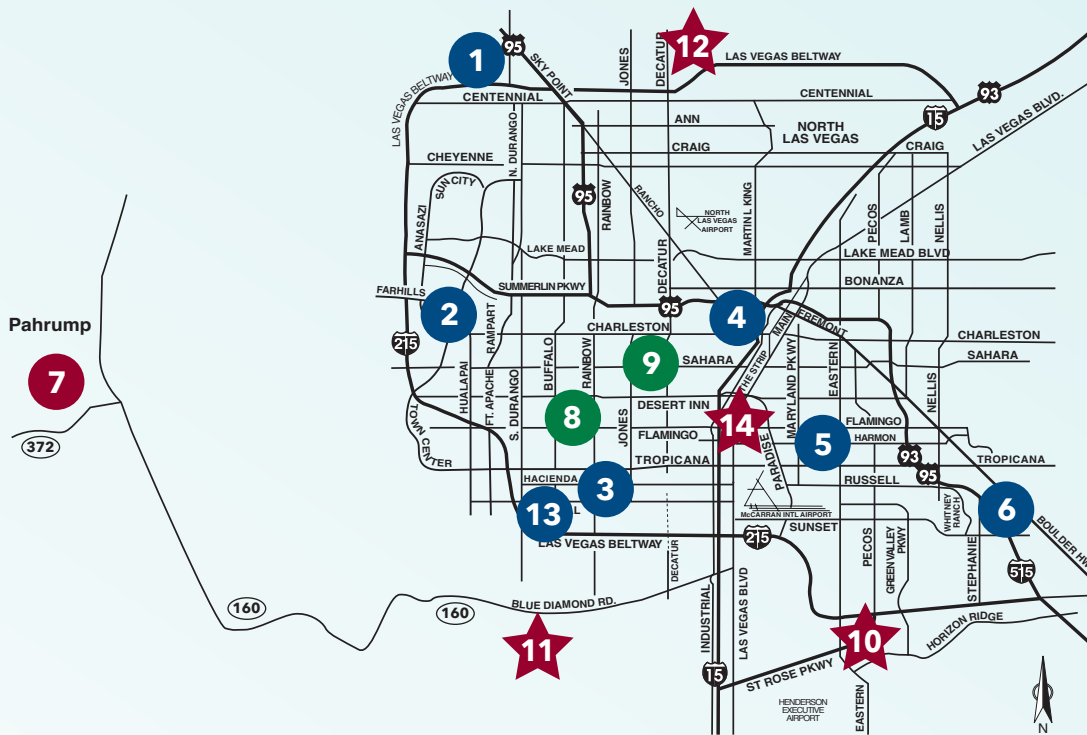 95
12
1
LAS VEGAS BELTWAY
SKY POINT
JONES
DECATUR
LAS VEGAS BELTWAY
93
CENTENNIAL
CENTENNIAL
15
LAS VEGAS BLVD.
N. DURANGO
ANN
NORTH
LAS VEGAS
CRAIG
CRAIG
CHEYENNE
SUN CITY
95
RAINBOW
RANCHO
MARTIN L KING
PECOS
LAMB
NELLIS
NORTH
LAS VEGAS
AIRPORT
ANASAZI
LAKE MEAD
DECATUR
LAKE MEAD BLVD
BONANZA
SUMMERLIN PKWY
FARHILLS
95
2
4
MAIN
FREMONT
Pahrump
215
RAMPART
CHARLESTON
CHARLESTON
7
9
SAHARA
SAHARA
THE STRIP
MARYLAND PKWY
EASTERN
HUALAPAI
FT. APACHE
S. DURANGO
BUFFALO
RAINBOW
JONES
NELLIS
DESERT INN
8
14
FLAMINGO
FLAMINGO
HARMON
5
372
TOWN CENTER
TROPICANA
PARADISE
93
TROPICANA
95
HACIENDA
3
RUSSELL
WHITNEY
RANCH
13
L
McCARRAN INTL AIRPORT
SUNSET
6
BOULDER HW
LAS VEGAS BELTWAY
215
DECATUR
PECOS
GREEN VALLEY
PKWY
STEPHANIE
515
160
160
BLUE DIAMOND RD.
11
INDUSTRIAL
LAS VEGAS BLVD
10
HORIZON RIDGE
15
ST ROSE PKWY
EASTERN
HENDERSON
EXECUTIVE
AIRPORT
N